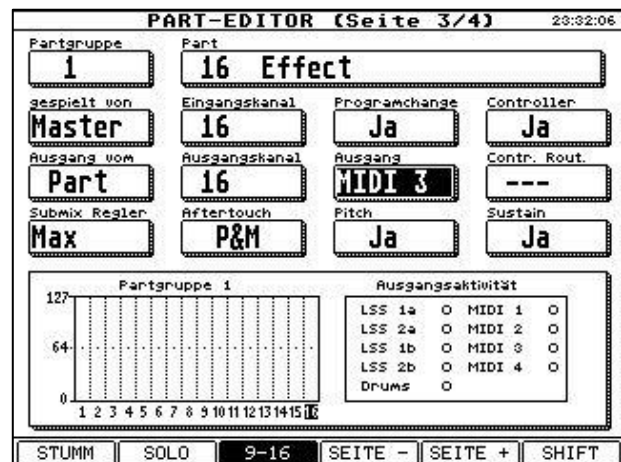 PART-EDITOR (Seite 3/4) 23:32:06
Partgruppe Part
1 16 Effect
gespielt von Eingangskanal Programchange Controller
Master 16 Ja Ja
Ausgang vom Ausgangskanal Ausgang Contr. Rout.
Part 16 MIDI 3 ---
Submix Regler Aftertouch Pitch Sustain
Max P&M Ja Ja
Partgruppe 1 Ausgangsaktivität
127
64
0
1 2 3 4 5 6 7 8 9 10 11 12 13 14 15 16
LSS 1a O MIDI 1 O
LSS 2a O MIDI 2 O
LSS 1b O MIDI 3 O
LSS 2b O MIDI 4 O
Drums O
STUMM SOLO 9-16 SEITE - SEITE + SHIFT